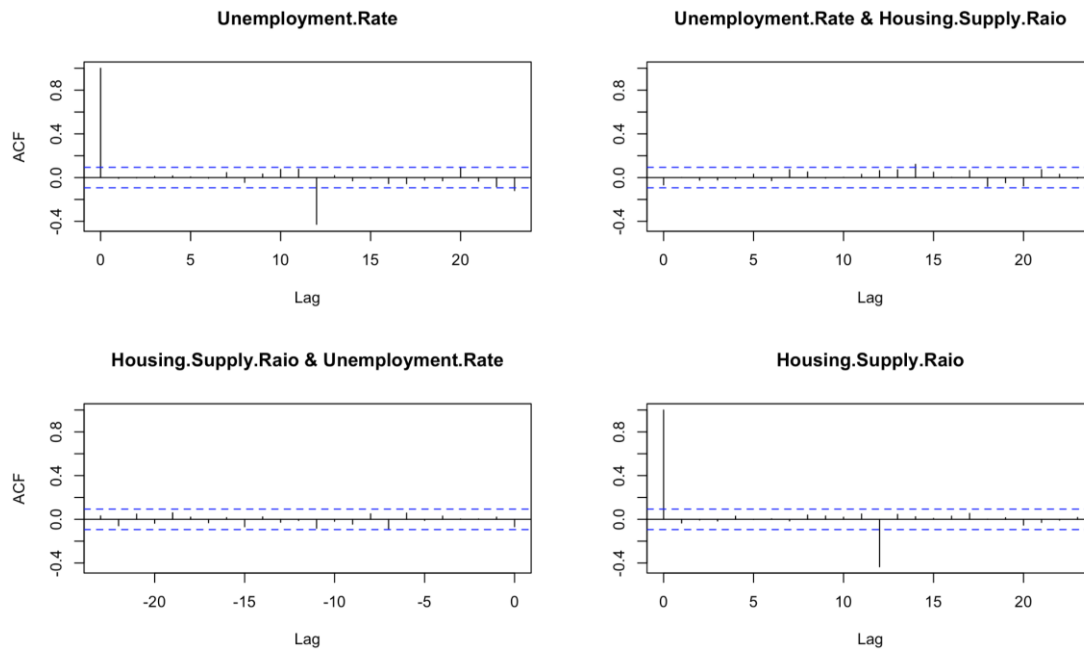 Unemployment.Rate
Unemployment.Rate & Housing.Supply.Raio
ACF
-0.4 0.0 0.4 0.8
-0.4 0.0 0.4 0.8
0 5 10 15 20
0 5 10 15 20
Lag
Lag
Housing.Supply.Raio & Unemployment.Rate
Housing.Supply.Raio
ACF
-0.4 0.0 0.4 0.8
-0.4 0.0 0.4 0.8
-20 -15 -10 -5 0
0 5 10 15 20
Lag
Lag